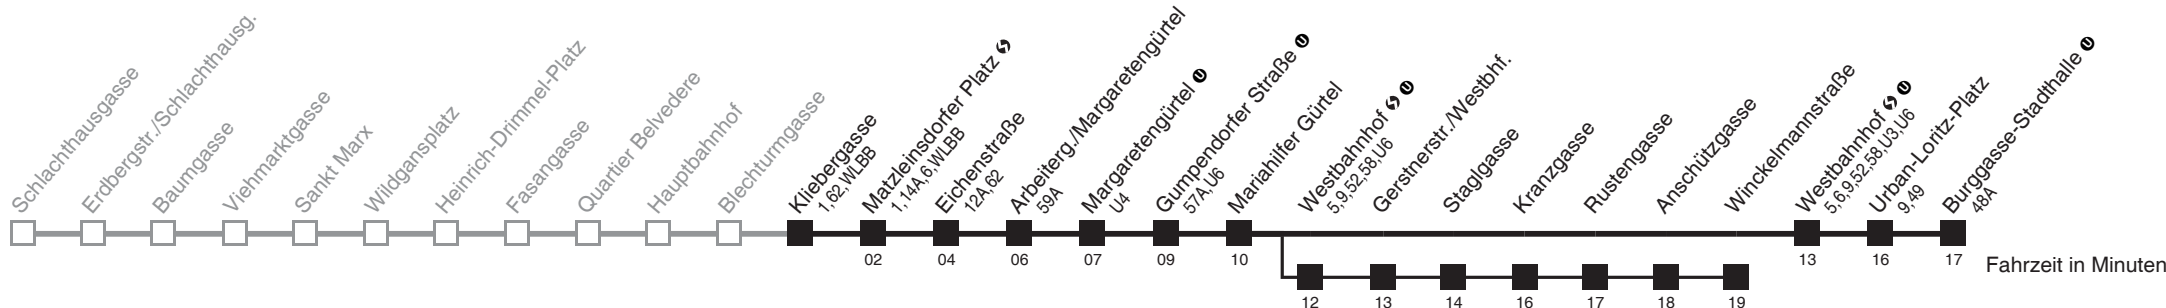 Schlachthausgasse
Erdbergstr./Schlachthausg.
Baumgasse
Viehmarktgasse
Sankt Marx
Wildgansplatz
Heinrich-Drimmel-Platz
Fasangasse
Quartier Belvedere
Hauptbahnhof
Blechturmgasse
Kliebergasse
1,62,WLBB
Matzleinsdorfer Platz S
1,14A,6,WLBB
02
Eichenstraße
12A,62
04
Arbeiterg./Margaretengürtel
59A
06
Margaretengürtel U
U4
07
Gumpendorfer Straße U
57A,U6
09
Mariahilfer Gürtel
10
Westbahnhof S U
5,9,52,58,U6
12
Gerstnerstr./Westbhf.
13
Staglgasse
14
Kranzgasse
16
Rustengasse
17
Anschützgasse
18
Winckelmannstraße
19
Westbahnhof S U
5,6,9,52,58,U3,U6
13
Urban-Loritz-Platz
9,49
16
Burggasse-Stadthalle U
48A
17
Fahrzeit in Minuten